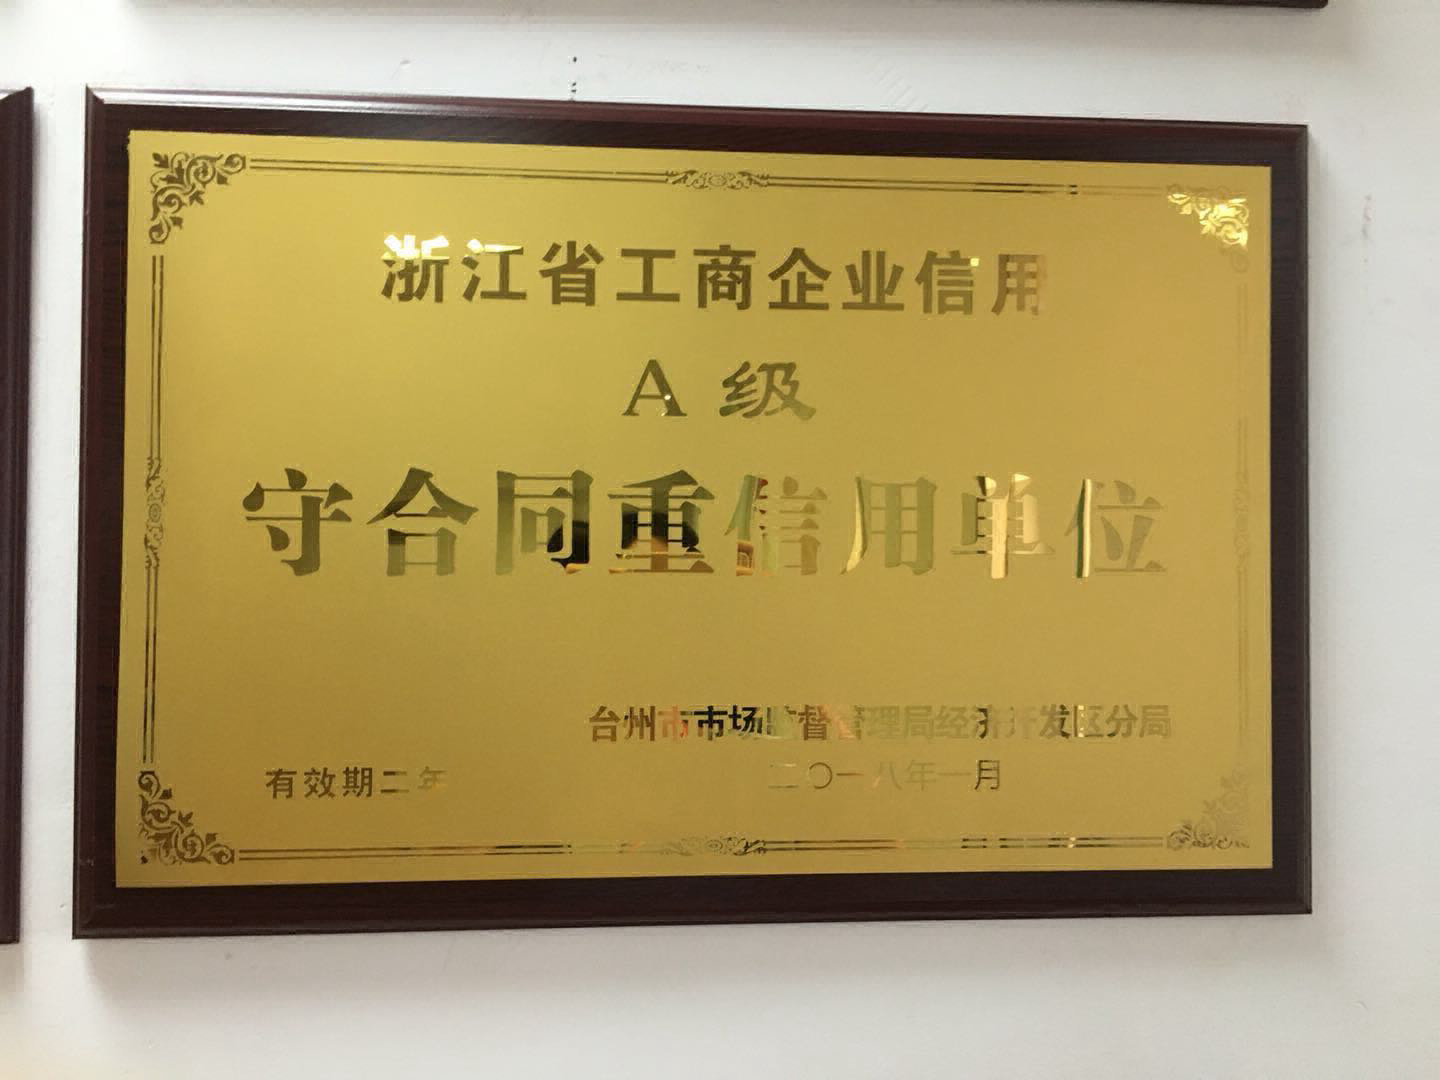 浙江省工商企业信用
A 级
守合同重信用单位
台州市市场监督管理局经济开发区分局
有效期二年
二〇一八年一月